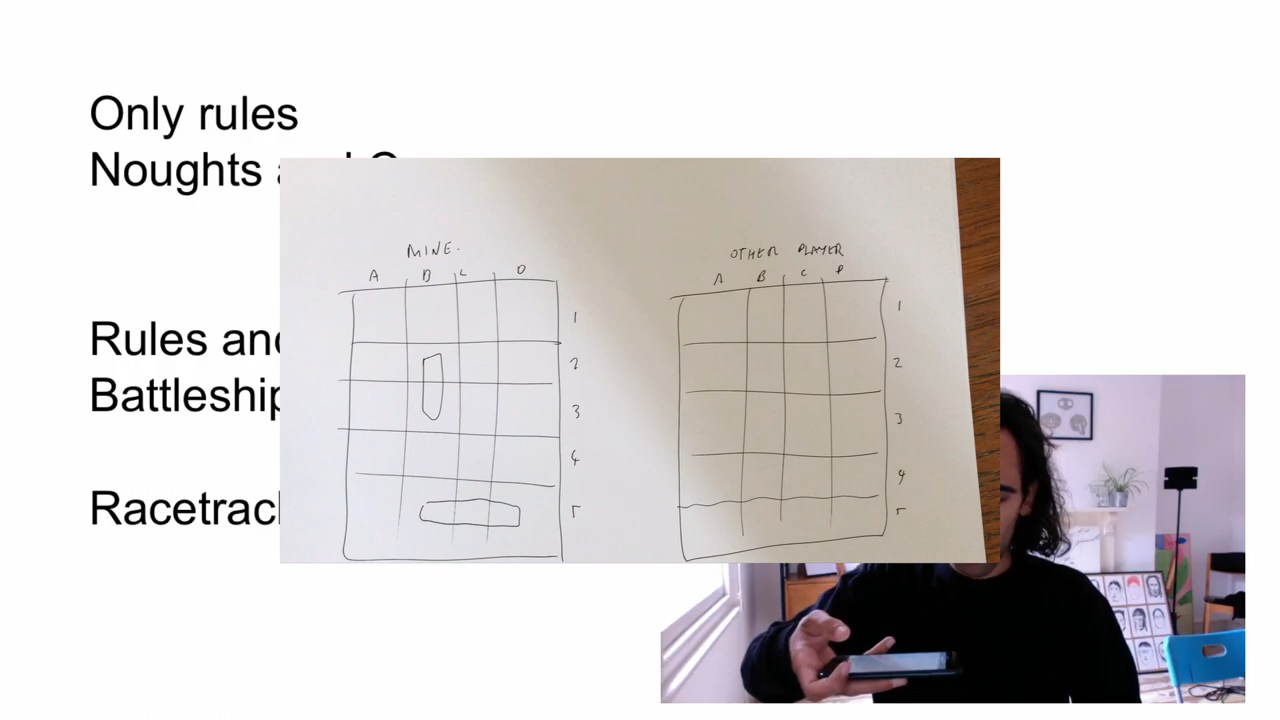 Only rules
Noughts
MINE.
A B C D
1
2
3
4
5
OTHER PLAYER
A B C D
1
2
3
4
5
Rules and
Battleship
Racetrack